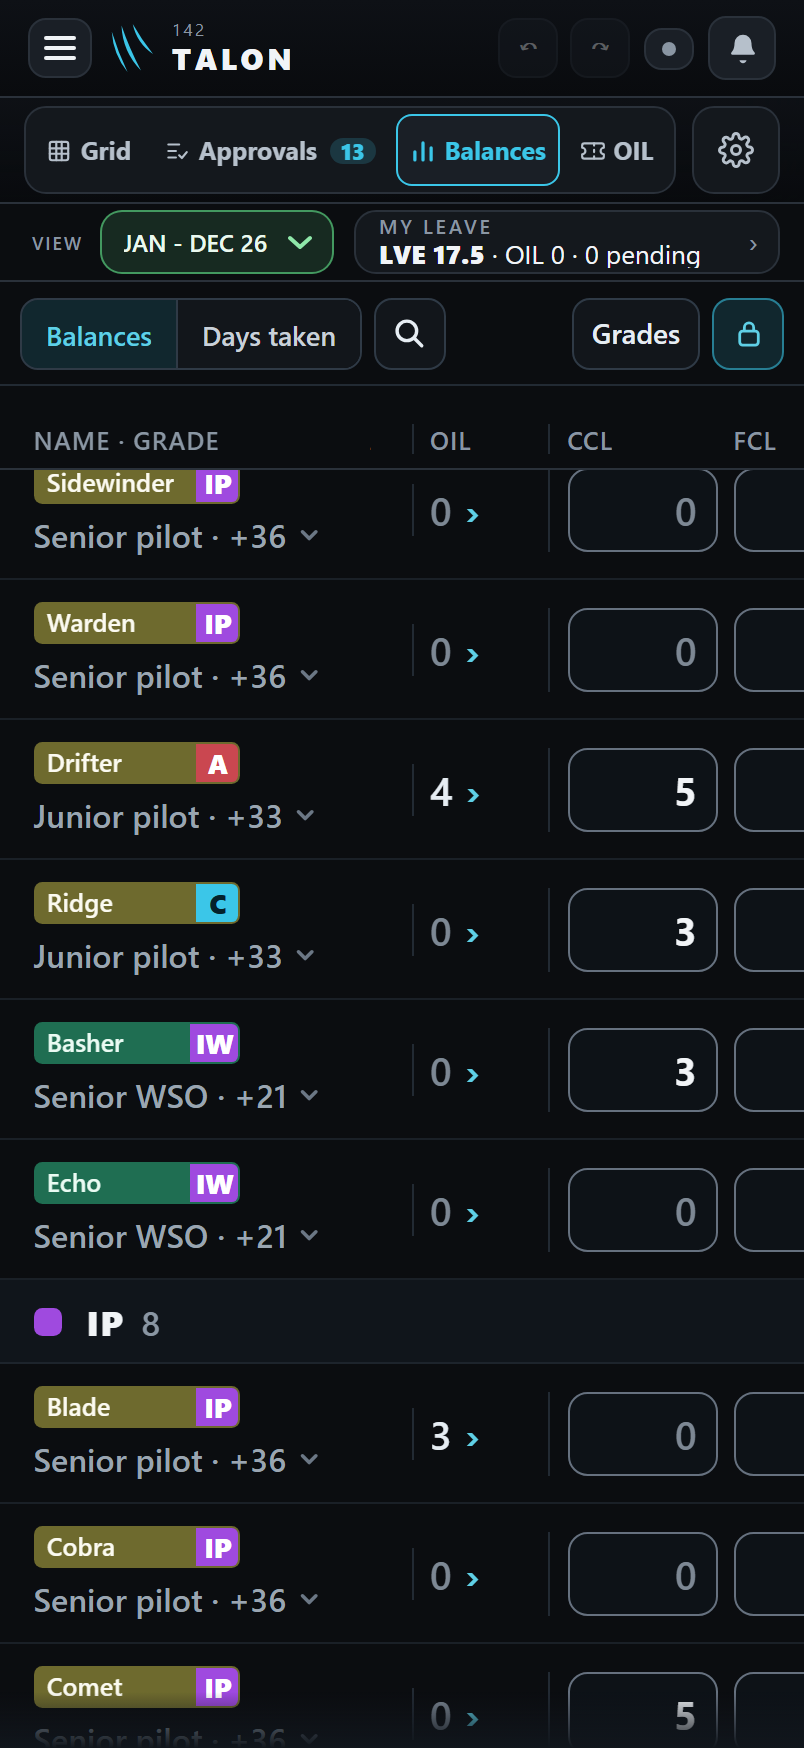 142
TALON
Grid
Approvals 13
Balances
OIL
VIEW
JAN - DEC 26
MY LEAVE
LVE 17.5 · OIL 0 · 0 pending ›
Balances
Days taken
Grades
NAME · GRADE OIL CCL FCL
Sidewinder IP
Senior pilot · +36
0 › 0
Warden IP
Senior pilot · +36
0 › 0
Drifter A
Junior pilot · +33
4 › 5
Ridge C
Junior pilot · +33
0 › 3
Basher IW
Senior WSO · +21
0 › 3
Echo IW
Senior WSO · +21
0 › 0
IP 8
Blade IP
Senior pilot · +36
3 › 0
Cobra IP
Senior pilot · +36
0 › 0
Comet IP
Senior pilot · +36
0 › 5